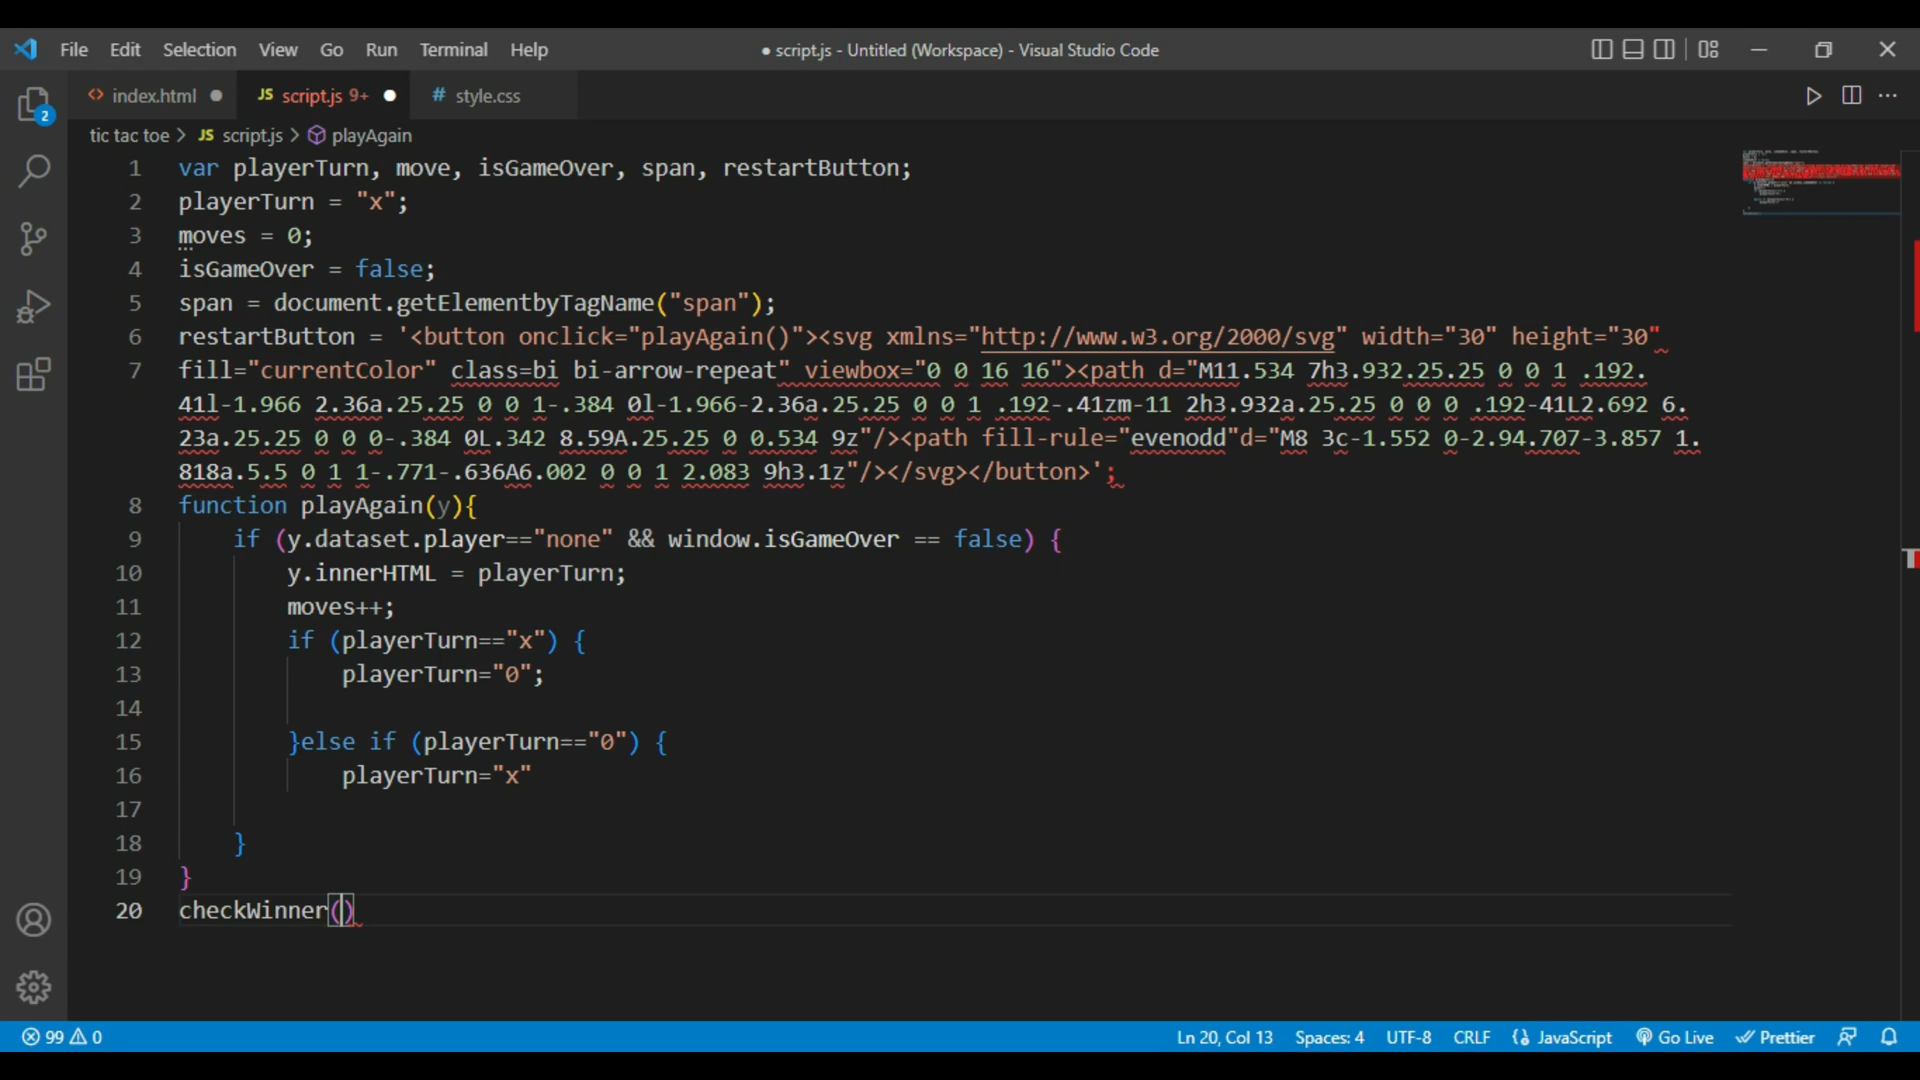 File Edit Selection View Go Run Terminal Help
● script.js - Untitled (Workspace) - Visual Studio Code
index.html
JS script.js 9+
# style.css
2
tic tac toe > JS script.js > playAgain
1 var playerTurn, move, isGameOver, span, restartButton;
2 playerTurn = "x";
3 moves = 0;
4 isGameOver = false;
5 span = document.getElementbyTagName("span");
6 restartButton = '<button onclick="playAgain()"><svg xmlns="http://www.w3.org/2000/svg" width="30" height="30"
7 fill="currentColor" class=bi bi-arrow-repeat" viewbox="0 0 16 16"><path d="M11.534 7h3.932.25.25 0 0 1 .192.
41l-1.966 2.36a.25.25 0 0 1-.384 0l-1.966-2.36a.25.25 0 0 1 .192-.41zm-11 2h3.932a.25.25 0 0 0 .192-41L2.692 6.
23a.25.25 0 0 0-.384 0L.342 8.59A.25.25 0 0.534 9z"/><path fill-rule="evenodd"d="M8 3c-1.552 0-2.94.707-3.857 1.
818a.5.5 0 1 1-.771-.636A6.002 0 0 1 2.083 9h3.1z"/></svg></button>';
8 function playAgain(y){
9 if (y.dataset.player=="none" && window.isGameOver == false) {
10 y.innerHTML = playerTurn;
11 moves++;
12 if (playerTurn=="x") {
13 playerTurn="0";
14
15 }else if (playerTurn=="0") {
16 playerTurn="x"
17
18 }
19 }
20 checkWinner()
99 0
Ln 20, Col 13 Spaces: 4 UTF-8 CRLF JavaScript Go Live Prettier